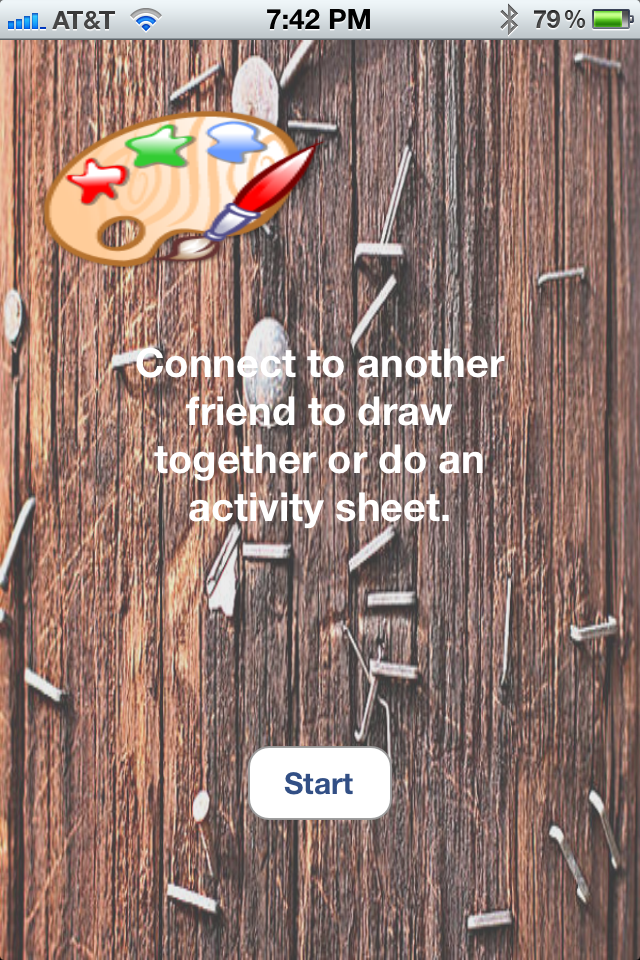 AT&T 7:42 PM 79%
Connect to another
friend to draw
together or do an
activity sheet.
Start